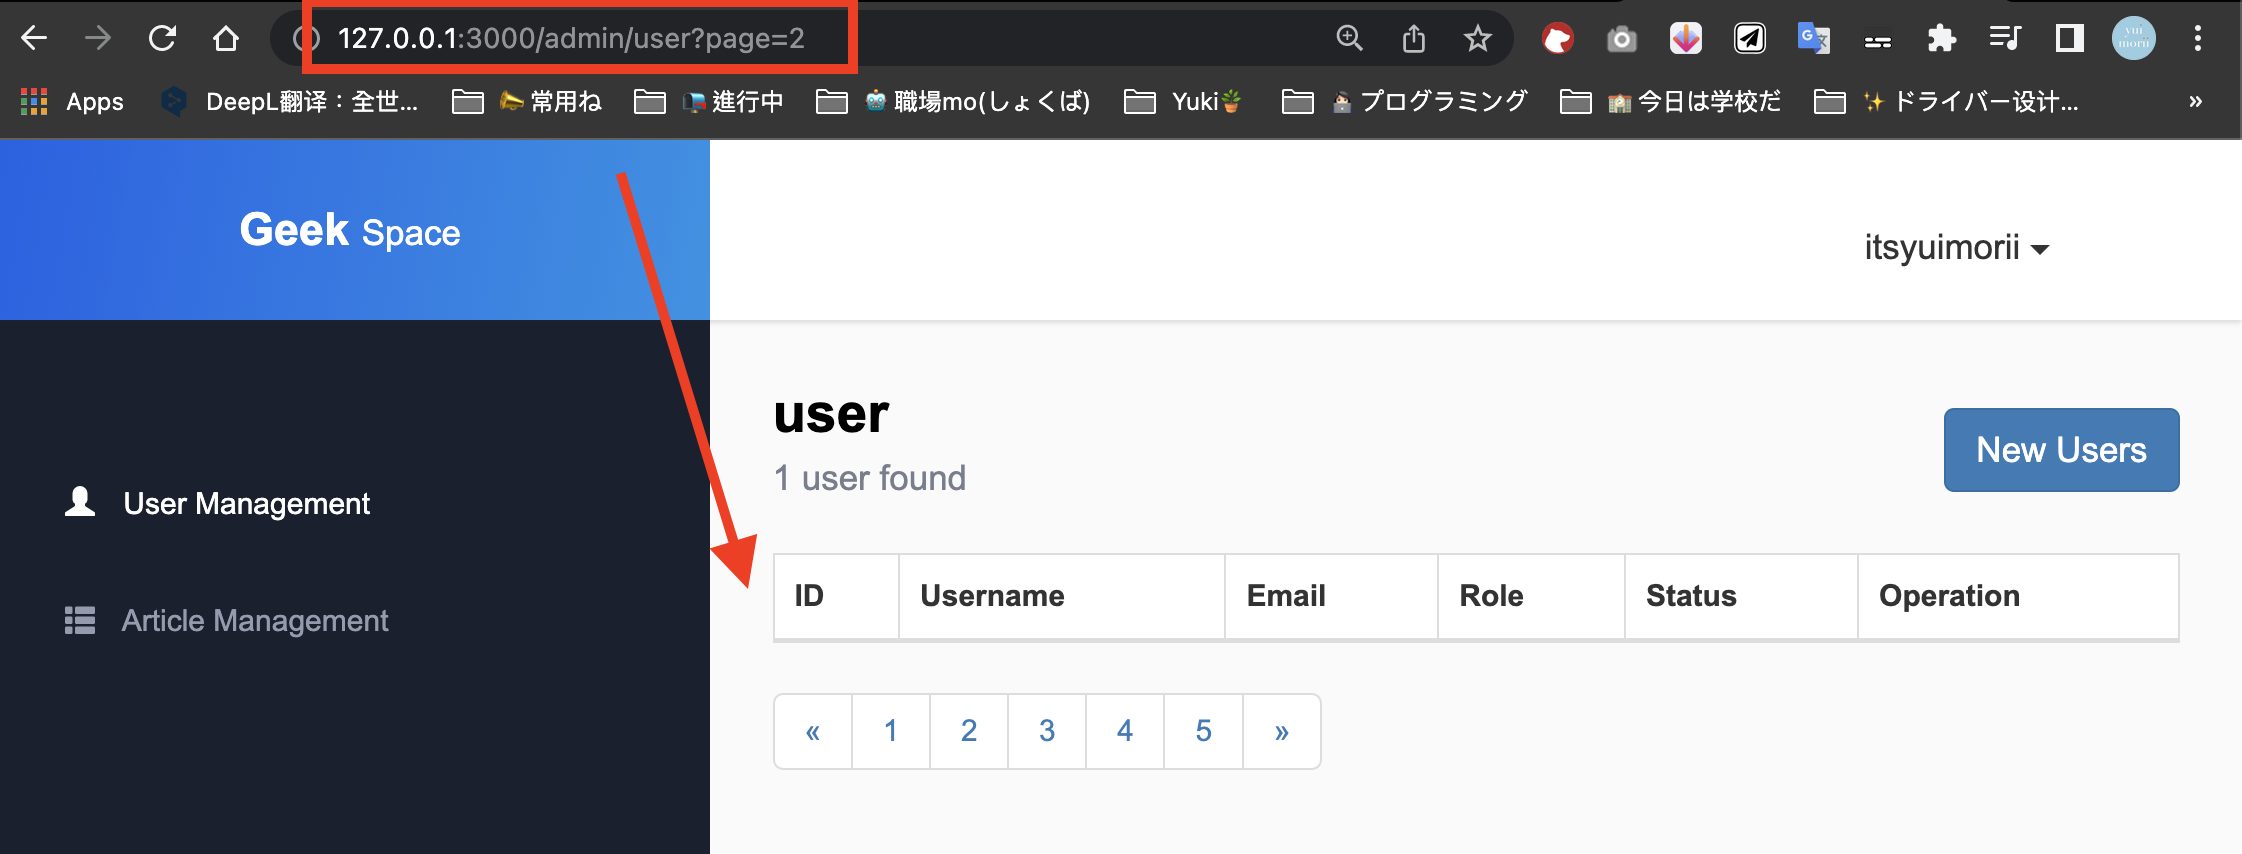 127.0.0.1:3000/admin/user?page=2
Apps DeepL翻译：全世... 常用ね 進行中 職場mo(しょくば) Yuki プログラミング 今日は学校だ ドライバー设计... »
Geek Space
itsyuimorii
User Management
Article Management
user
1 user found
New Users
ID Username Email Role Status Operation
« 1 2 3 4 5 »